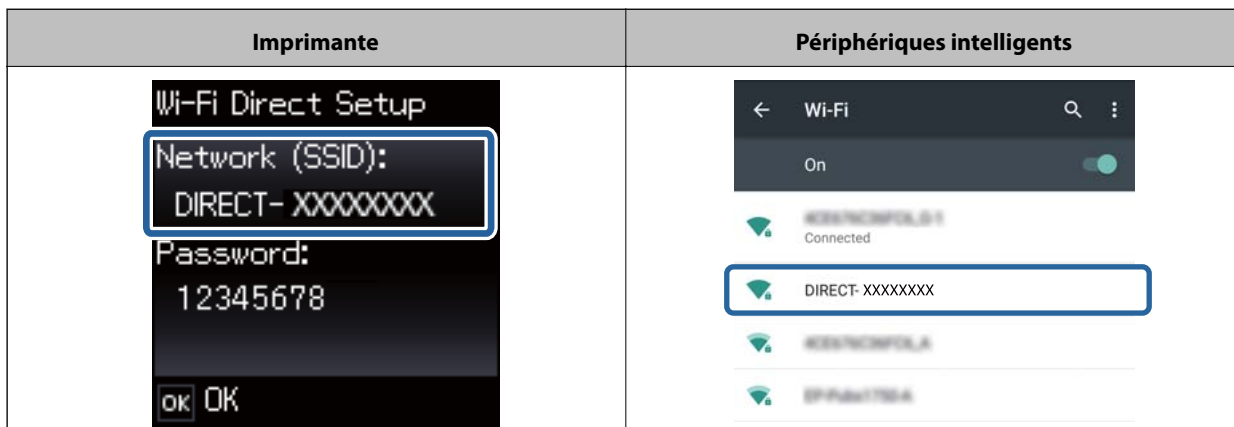 Imprimante
Périphériques intelligents
Wi-Fi Direct Setup
Network (SSID):
DIRECT- XXXXXXXX
Password:
12345678
OK OK
Wi-Fi
On
Connected
DIRECT- XXXXXXXX